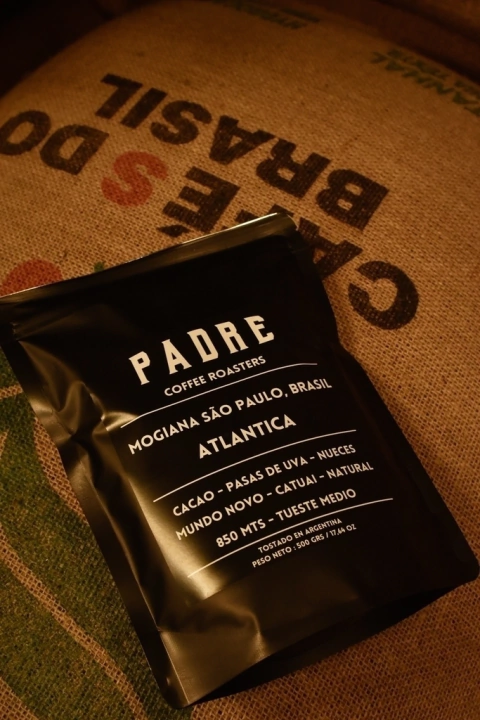 CAFÉS DO
BRASIL
PADRE
COFFEE ROASTERS
MOGIANA SÃO PAULO, BRASIL
ATLANTICA
CACAO - PASAS DE UVA - NUECES
MUNDO NOVO - CATUAI - NATURAL
850 MTS - TUESTE MEDIO
TOSTADO EN ARGENTINA
PESO NETO : 500 GRS / 17,64 OZ